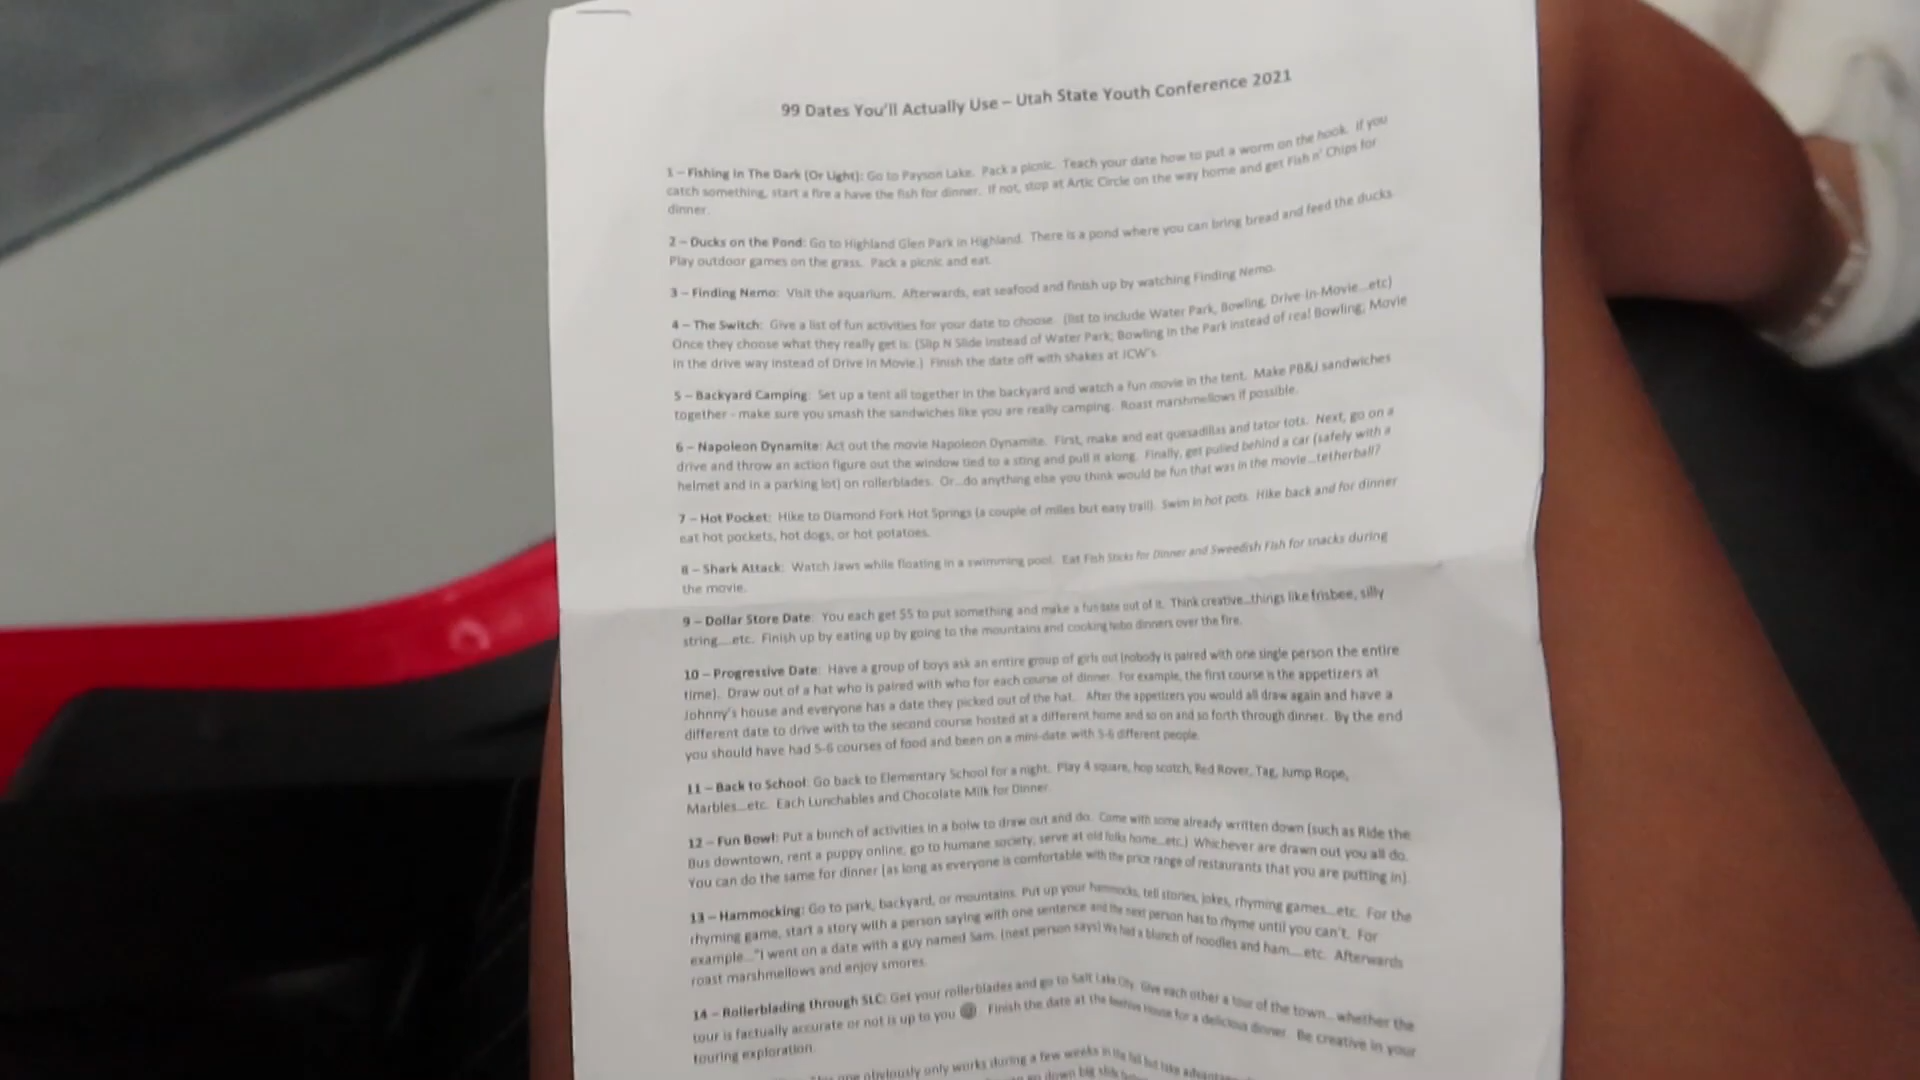 99 Dates You'll Actually Use – Utah State Youth Conference 2021
1 – Fishing In The Dark (Or Light): Go to Payson Lake. Pack a picnic. Teach your date how to put a worm on the hook. If you
catch something, start a fire a have the fish for dinner. If not, stop at Artic Circle on the way home and get Fish n' Chips for
dinner.
2 – Ducks on the Pond: Go to Highland Glen Park in Highland. There is a pond where you can bring bread and feed the ducks
Play outdoor games on the grass. Pack a picnic and eat.
3 – Finding Nemo: Visit the aquarium. Afterwards, eat seafood and finish up by watching Finding Nemo.
4 – The Switch: Give a list of fun activities for your date to choose. (list to include Water Park, Bowling, Drive-In-Movie...etc)
Once they choose what they really get is: (Slip N Slide instead of Water Park; Bowling in the Park instead of real Bowling; Movie
in the drive way instead of Drive In Movie.) Finish the date off with shakes at JCW's.
5 – Backyard Camping: Set up a tent all together in the backyard and watch a fun movie in the tent. Make PB&J sandwiches
together - make sure you smash the sandwiches like you are really camping. Roast marshmellows if possible.
6 – Napoleon Dynamite: Act out the movie Napoleon Dynamite. First, make and eat quesadillas and tator tots. Next, go on a
drive and throw an action figure out the window tied to a sting and pull it along. Finally, get pulled behind a car (safely with a
helmet and in a parking lot) on rollerblades. Or...do anything else you think would be fun that was in the movie...tetherball?
7 – Hot Pocket: Hike to Diamond Fork Hot Springs (a couple of miles but easy trail). Swim in hot pots. Hike back and for dinner
eat hot pockets, hot dogs, or hot potatoes.
8 – Shark Attack: Watch Jaws while floating in a swimming pool. Eat Fish Sticks for Dinner and Sweedish Fish for snacks during
the movie.
9 – Dollar Store Date: You each get $5 to put something and make a fun date out of it. Think creative...things like frisbee, silly
string....etc. Finish up by eating up by going to the mountains and cooking hobo dinners over the fire.
10 – Progressive Date: Have a group of boys ask an entire group of girls out (nobody is paired with one single person the entire
time). Draw out of a hat who is paired with who for each course of dinner. For example, the first course is the appetizers at
Johnny's house and everyone has a date they picked out of the hat. After the appetizers you would all draw again and have a
different date to drive with to the second course hosted at a different home and so on and so forth through dinner. By the end
you should have had 5-6 courses of food and been on a mini-date with 5-6 different people.
11 – Back to School: Go back to Elementary School for a night. Play 4 square, hop scotch, Red Rover, Tag, Jump Rope,
Marbles...etc. Each Lunchables and Chocolate Milk for Dinner.
12 – Fun Bowl: Put a bunch of activities in a bolw to draw out and do. Come with some already written down (such as Ride the
Bus downtown, rent a puppy online, go to humane society, serve at old folks home...etc.) Whichever are drawn out you all do.
You can do the same for dinner (as long as everyone is comfortable with the price range of restaurants that you are putting in).
13 – Hammocking: Go to park, backyard, or mountains. Put up your hammocks, tell stories, jokes, rhyming games...etc. For the
rhyming game, start a story with a person saying with one sentence and the next person has to rhyme until you can't. For
example..."I went on a date with a guy named Sam. (next person says) We had a blunch of noodles and ham.....etc. Afterwards
roast marshmellows and enjoy smores.
14 – Rollerblading through SLC: Get your rollerblades and go to Salt Lake City. Give each other a tour of the town...whether the
tour is factually accurate or not is up to you Finish the date at the Beehive House for a delicious dinner. Be creative in your
touring exploration.
one obviously only works during a few weeks in the fall but take
down big